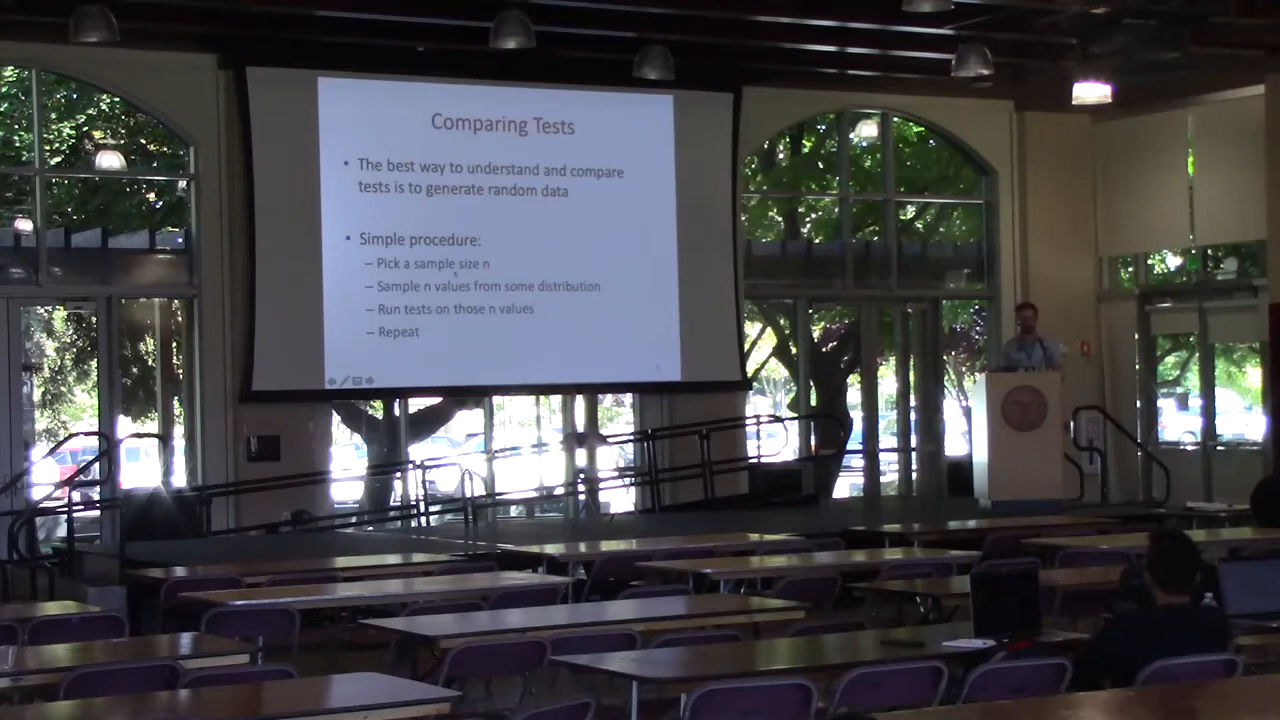 Comparing Tests
• The best way to understand and compare
tests is to generate random data
• Simple procedure:
– Pick a sample size n
– Sample n values from some distribution
– Run tests on those n values
– Repeat